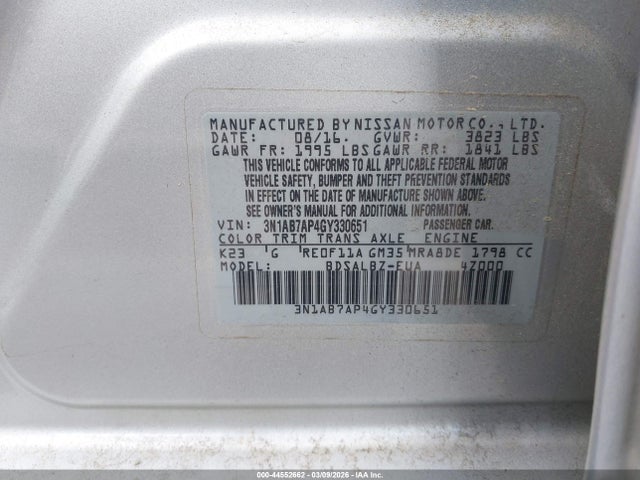 MANUFACTURED BY NISSAN MOTOR CO., LTD.
DATE: 08/16. GVWR: 3823 LBS
GAWR FR: 1995 LBS GAWR RR: 1841 LBS
THIS VEHICLE CONFORMS TO ALL APPLICABLE FEDERAL MOTOR
VEHICLE SAFETY, BUMPER AND THEFT PREVENTION STANDARDS
IN EFFECT ON THE DATE OF MANUFACTURE SHOWN ABOVE.
SEE OWNER'S MANUAL FOR ADDITIONAL INFORMATION.
VIN: 3N1AB7AP4GY330651 PASSENGER CAR.
COLOR TRIM TRANS AXLE ENGINE
K23 G RE0F11A GM35 MRA8DE 1798 CC
MODEL: BDSALBZ-EUA 4Z000
3N1AB7AP4GY330651
000-44552662 - 03/09/2026 - IAA Inc.